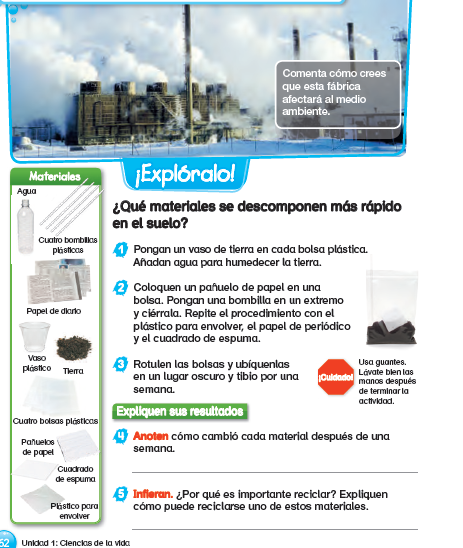 Comenta cómo crees
que esta fábrica
afectará al medio
ambiente.
Materiales
Agua
Cuatro bombillas
plásticas
Papel de diario
Vaso
plástico
Tierra
Cuatro bolsas plásticas
Pañuelos
de papel
Cuadrado
de espuma
Plástico para
envolver
¡Explóralo!
¿Qué materiales se descomponen más rápido
en el suelo?
1 Pongan un vaso de tierra en cada bolsa plástica.
Añadan agua para humedecer la tierra.
2 Coloquen un pañuelo de papel en una
bolsa. Pongan una bombilla en un extremo
y ciérrala. Repite el procedimiento con el
plástico para envolver, el papel de periódico
y el cuadrado de espuma.
3 Rotulen las bolsas y ubíquenlas
en un lugar oscuro y tibio por una
semana.
¡Cuidado!
Usa guantes.
Lávate bien las
manos después
de terminar la
actividad.
Expliquen sus resultados
4 Anoten cómo cambió cada material después de una
semana.
5 Infieran. ¿Por qué es importante reciclar? Expliquen
cómo puede reciclarse uno de estos materiales.
52 Unidad 1: Ciencias de la vida